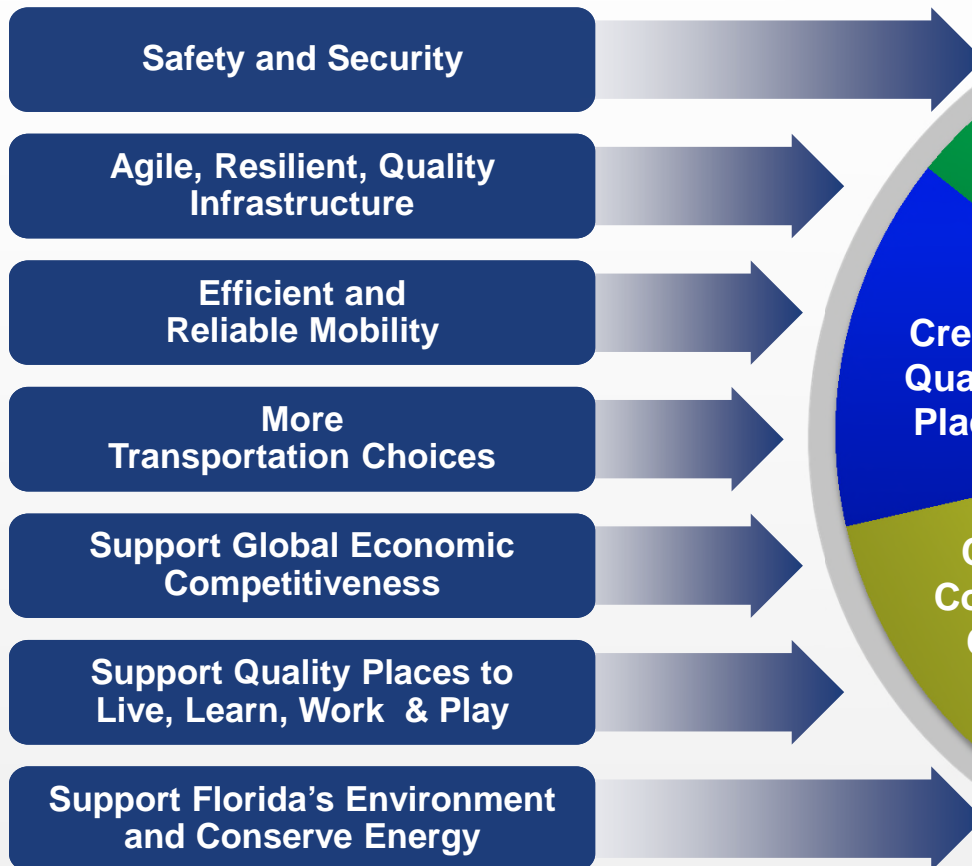 Safety and Security
Agile, Resilient, Quality
Infrastructure
Efficient and
Reliable Mobility
More
Transportation Choices
Support Global Economic
Competitiveness
Support Quality Places to
Live, Learn, Work & Play
Support Florida’s Environment
and Conserve Energy